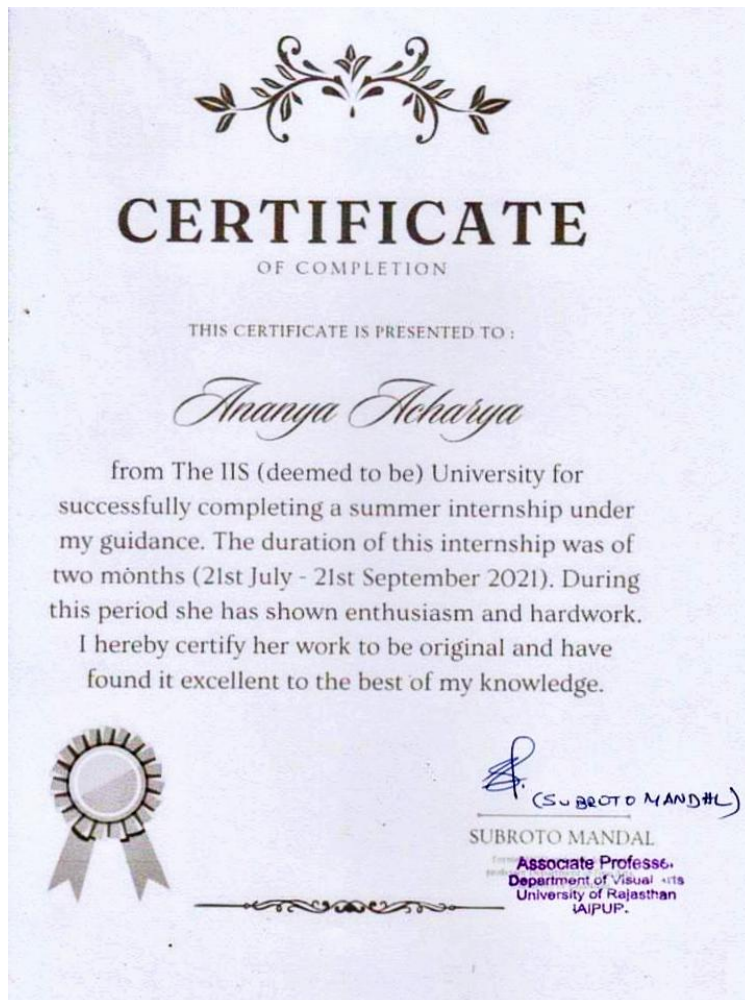 CERTIFICATE
OF COMPLETION
THIS CERTIFICATE IS PRESENTED TO :
Ananya Acharya
from The IIS (deemed to be) University for
successfully completing a summer internship under
my guidance. The duration of this internship was of
two months (21st July - 21st September 2021). During
this period she has shown enthusiasm and hardwork.
I hereby certify her work to be original and have
found it excellent to the best of my knowledge.
(SUBROTO MANDAL)
SUBROTO MANDAL
Associate
Department of Visual
University of Rajasthan